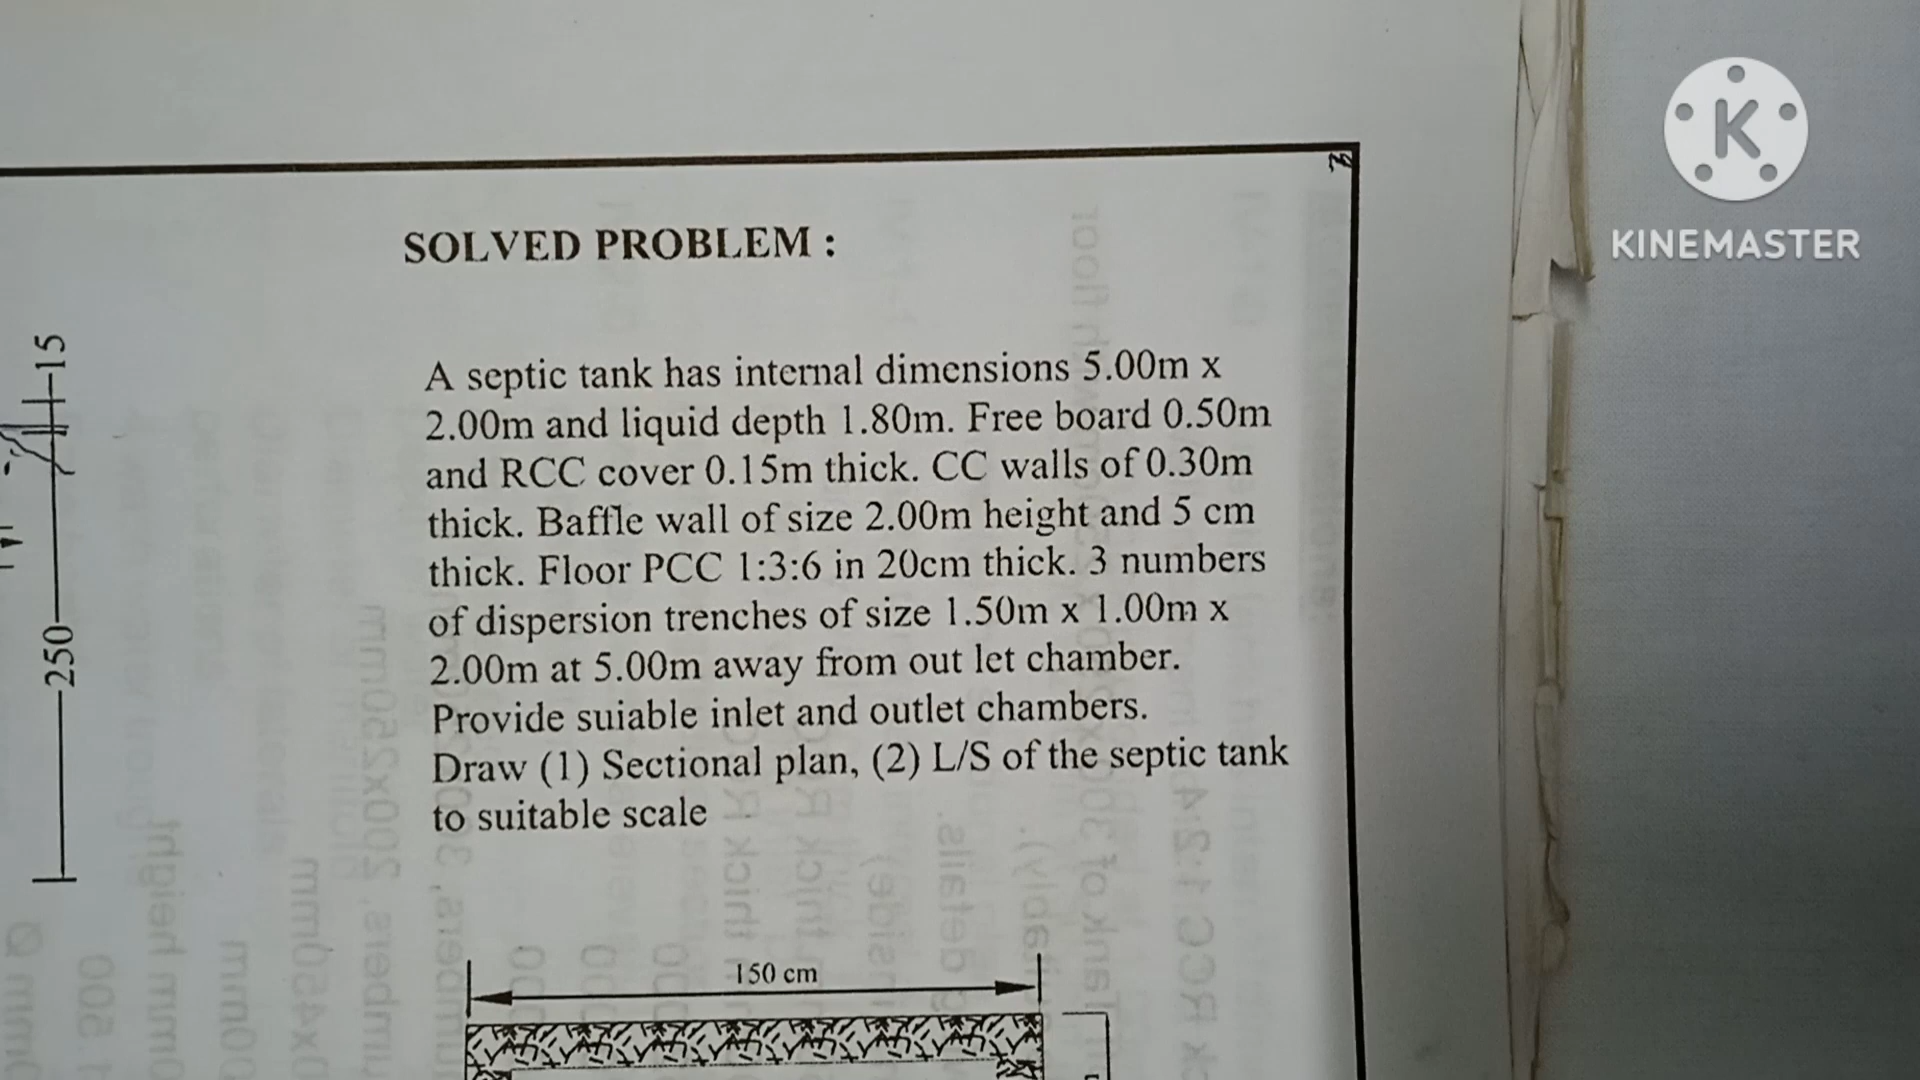 KINEMASTER
SOLVED PROBLEM :
15
250
A septic tank has internal dimensions 5.00m x
2.00m and liquid depth 1.80m. Free board 0.50m
and RCC cover 0.15m thick. CC walls of 0.30m
thick. Baffle wall of size 2.00m height and 5 cm
thick. Floor PCC 1:3:6 in 20cm thick. 3 numbers
of dispersion trenches of size 1.50m x 1.00m x
2.00m at 5.00m away from out let chamber.
Provide suiable inlet and outlet chambers.
Draw (1) Sectional plan, (2) L/S of the septic tank
to suitable scale
150 cm